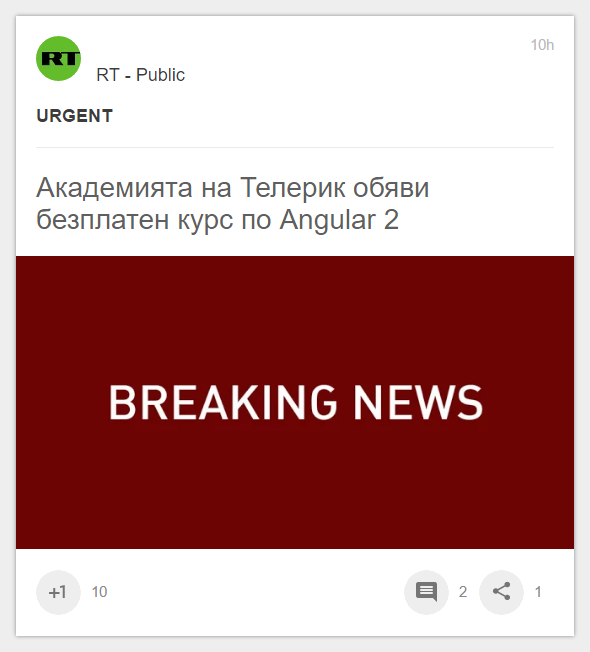 RT
10h
RT - Public
URGENT
Академията на Телерик обяви
безплатен курс по Angular 2
BREAKING NEWS
+1
10
2
1